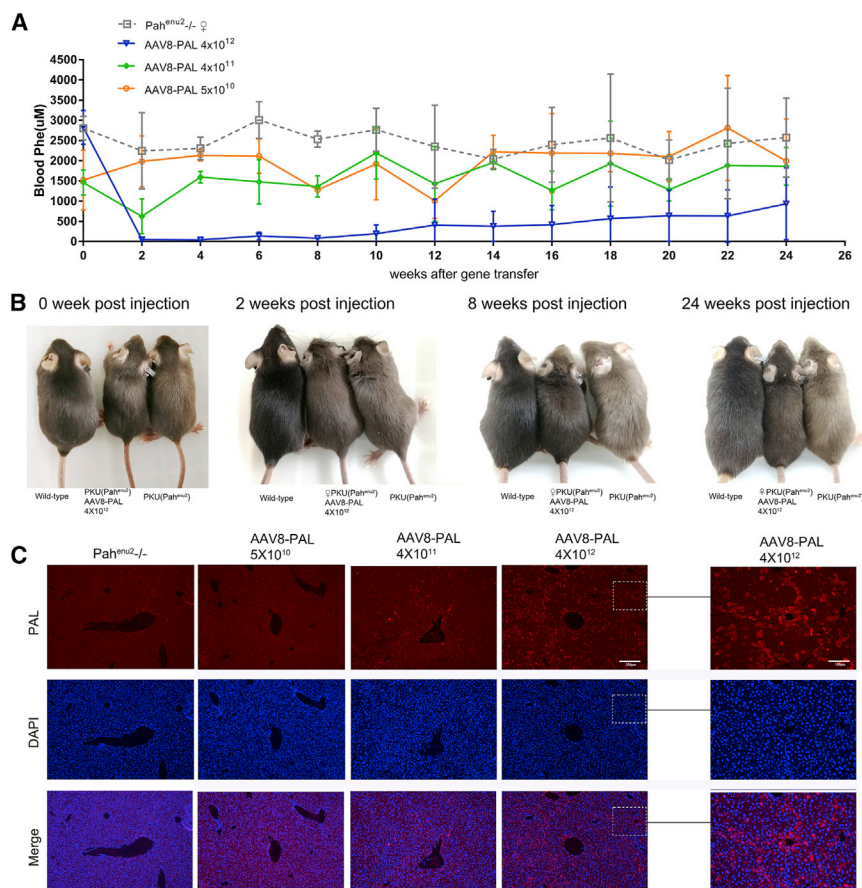 A
Pah^enu2-/- ♀
AAV8-PAL 4x10^12
AAV8-PAL 4x10^11
AAV8-PAL 5x10^10
Blood Phe(uM)
4500
4000
3500
3000
2500
2000
1500
1000
500
0
0 2 4 6 8 10 12 14 16 18 20 22 24 26
weeks after gene transfer
B
0 week post injection 2 weeks post injection 8 weeks post injection 24 weeks post injection
Wild-type PKU(Pah^enu2) AAV8-PAL 4X10^12 PKU(Pah^enu2)
Wild-type ♀PKU(Pah^enu2) AAV8-PAL 4X10^12 PKU(Pah^enu2)
Wild-type ♀PKU(Pah^enu2) AAV8-PAL 4X10^12 PKU(Pah^enu2)
Wild-type ♀PKU(Pah^enu2) AAV8-PAL 4X10^12 PKU(Pah^enu2)
C
Pah^enu2-/-
AAV8-PAL 5X10^10
AAV8-PAL 4X10^11
AAV8-PAL 4X10^12
AAV8-PAL 4X10^12
PAL
DAPI
Merge